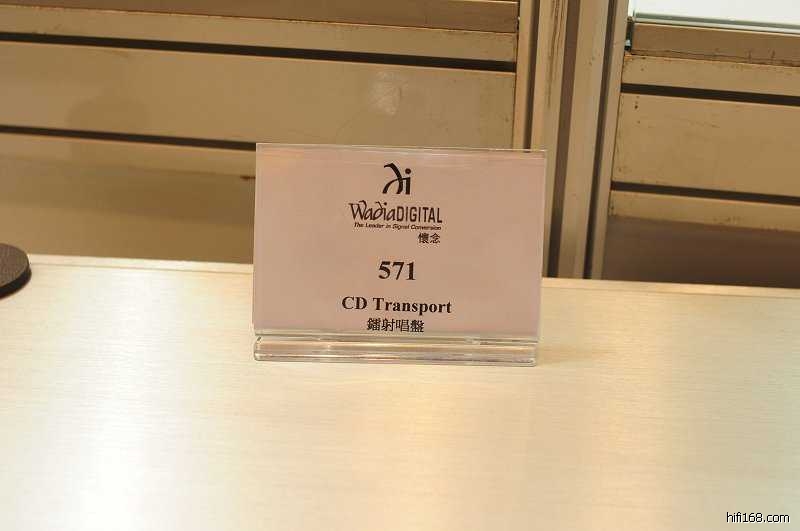 WadiaDIGITAL
The Leader in Signal Conversion
懷念
571
CD Transport
鐳射唱盤
hifi168.com